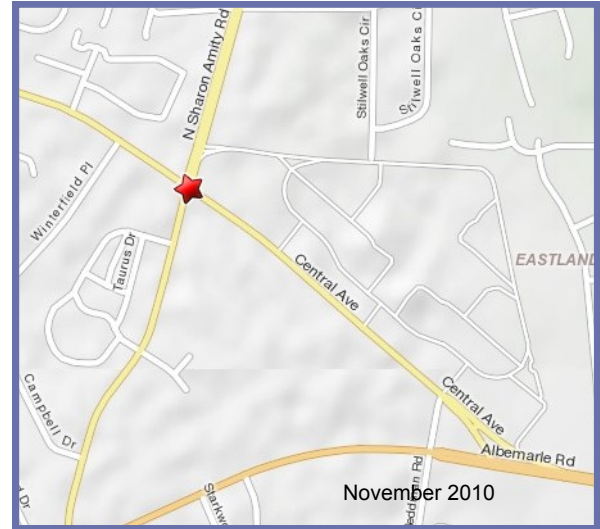 N Sharon Amity Rd
Stilwell Oaks Cir
Winterfield Pl
Taurus Dr
Central Ave
EASTLAND
Campbell Dr
Central Ave
Albemarle Rd
November 2010